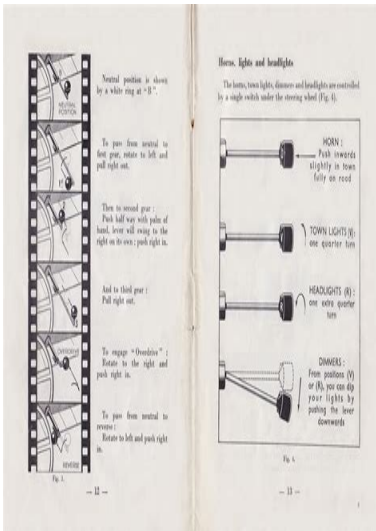 NEUTRAL
POSITION
Neutral position is shown
by a white ring at "B".
1st
To pass from neutral to
first gear, rotate to left and
pull right out.
Then to second gear :
Push half way with palm of
hand, lever will swing to the
right on its own ; push right in.
And to third gear :
Pull right out.
OVERDRIVE
To engage "Overdrive" :
Rotate to the right and
push right in.
REVERSE
To pass from neutral to
reverse :
Rotate to left and push right
in.
Fig. 3.
— 12 —
Horns, lights and headlights
The horns, town lights, dimmers and headlights are controlled
by a single switch under the steering wheel (Fig. 4).
HORN :
Push inwards
slightly in town
fully on road
TOWN LIGHTS (V):
one quarter turn
HEADLIGHTS (R) :
one extra quarter
turn
DIMMERS :
From positions (V)
or (R), you can dip
your lights by
pushing the lever
downwards
Fig. 4.
— 13 —